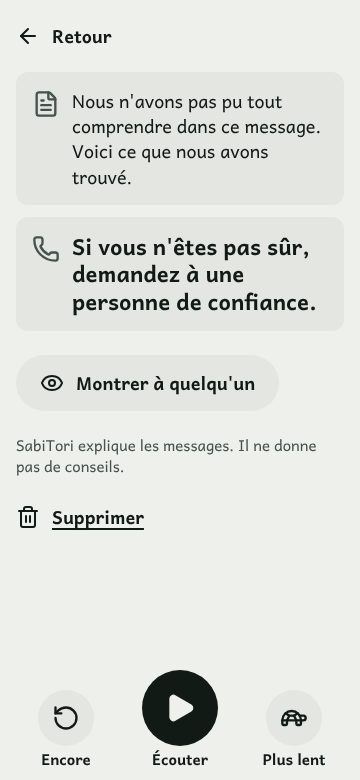 Retour
Nous n'avons pas pu tout
comprendre dans ce message.
Voici ce que nous avons
trouvé.
Si vous n'êtes pas sûr,
demandez à une
personne de confiance.
Montrer à quelqu'un
SabiTori explique les messages. Il ne donne
pas de conseils.
Supprimer
Encore
Écouter
Plus lent